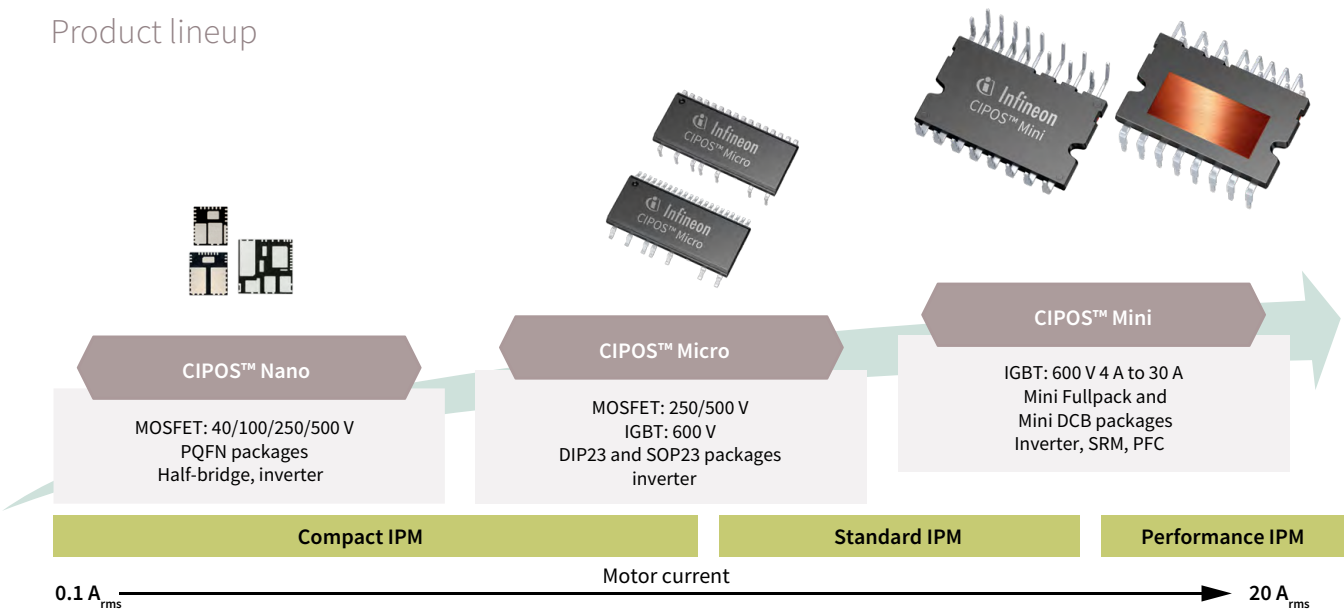 Product lineup
Infineon
CIPOS™ Mini
Infineon
CIPOS™ Micro
Infineon
CIPOS™ Micro
CIPOS™ Nano
MOSFET: 40/100/250/500 V
PQFN packages
Half-bridge, inverter
CIPOS™ Micro
MOSFET: 250/500 V
IGBT: 600 V
DIP23 and SOP23 packages
inverter
CIPOS™ Mini
IGBT: 600 V 4 A to 30 A
Mini Fullpack and
Mini DCB packages
Inverter, SRM, PFC
Compact IPM
Standard IPM
Performance IPM
Motor current
0.1 Arms
20 Arms